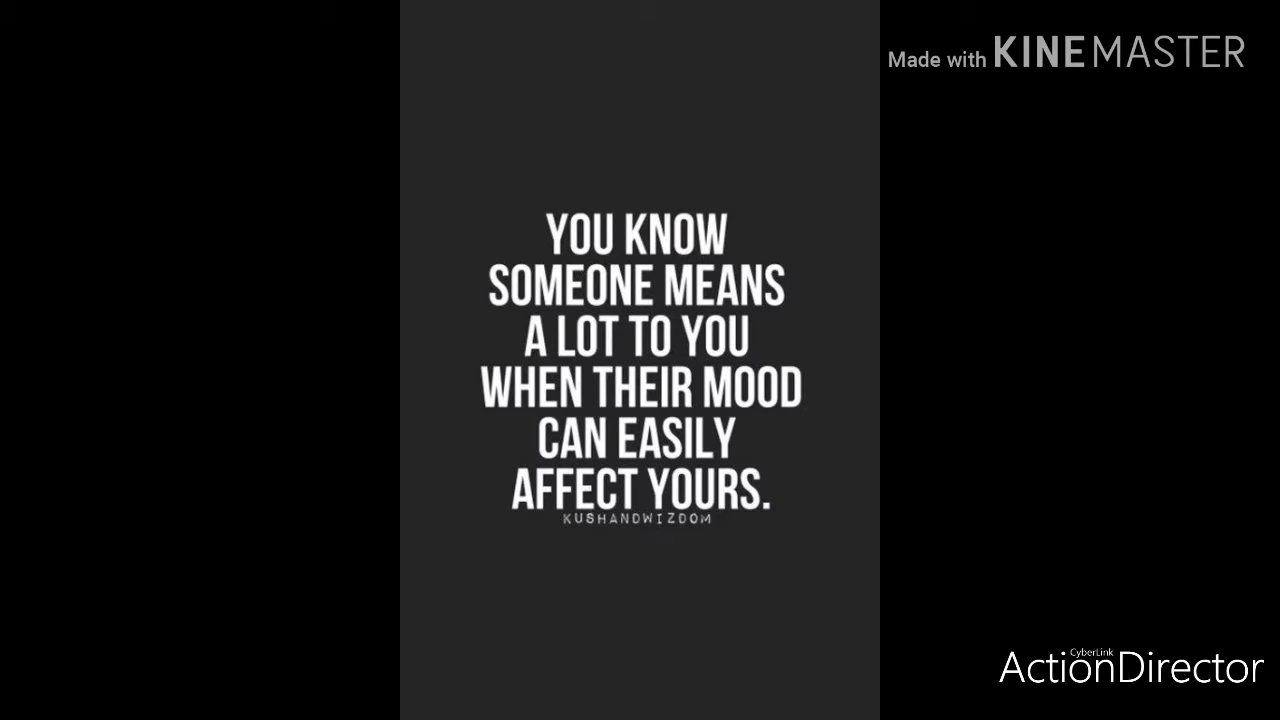 Made with KINEMASTER
YOU KNOW
SOMEONE MEANS
A LOT TO YOU
WHEN THEIR MOOD
CAN EASILY
AFFECT YOURS.
KUSHANDWIZDOM
CyberLink
ActionDirector